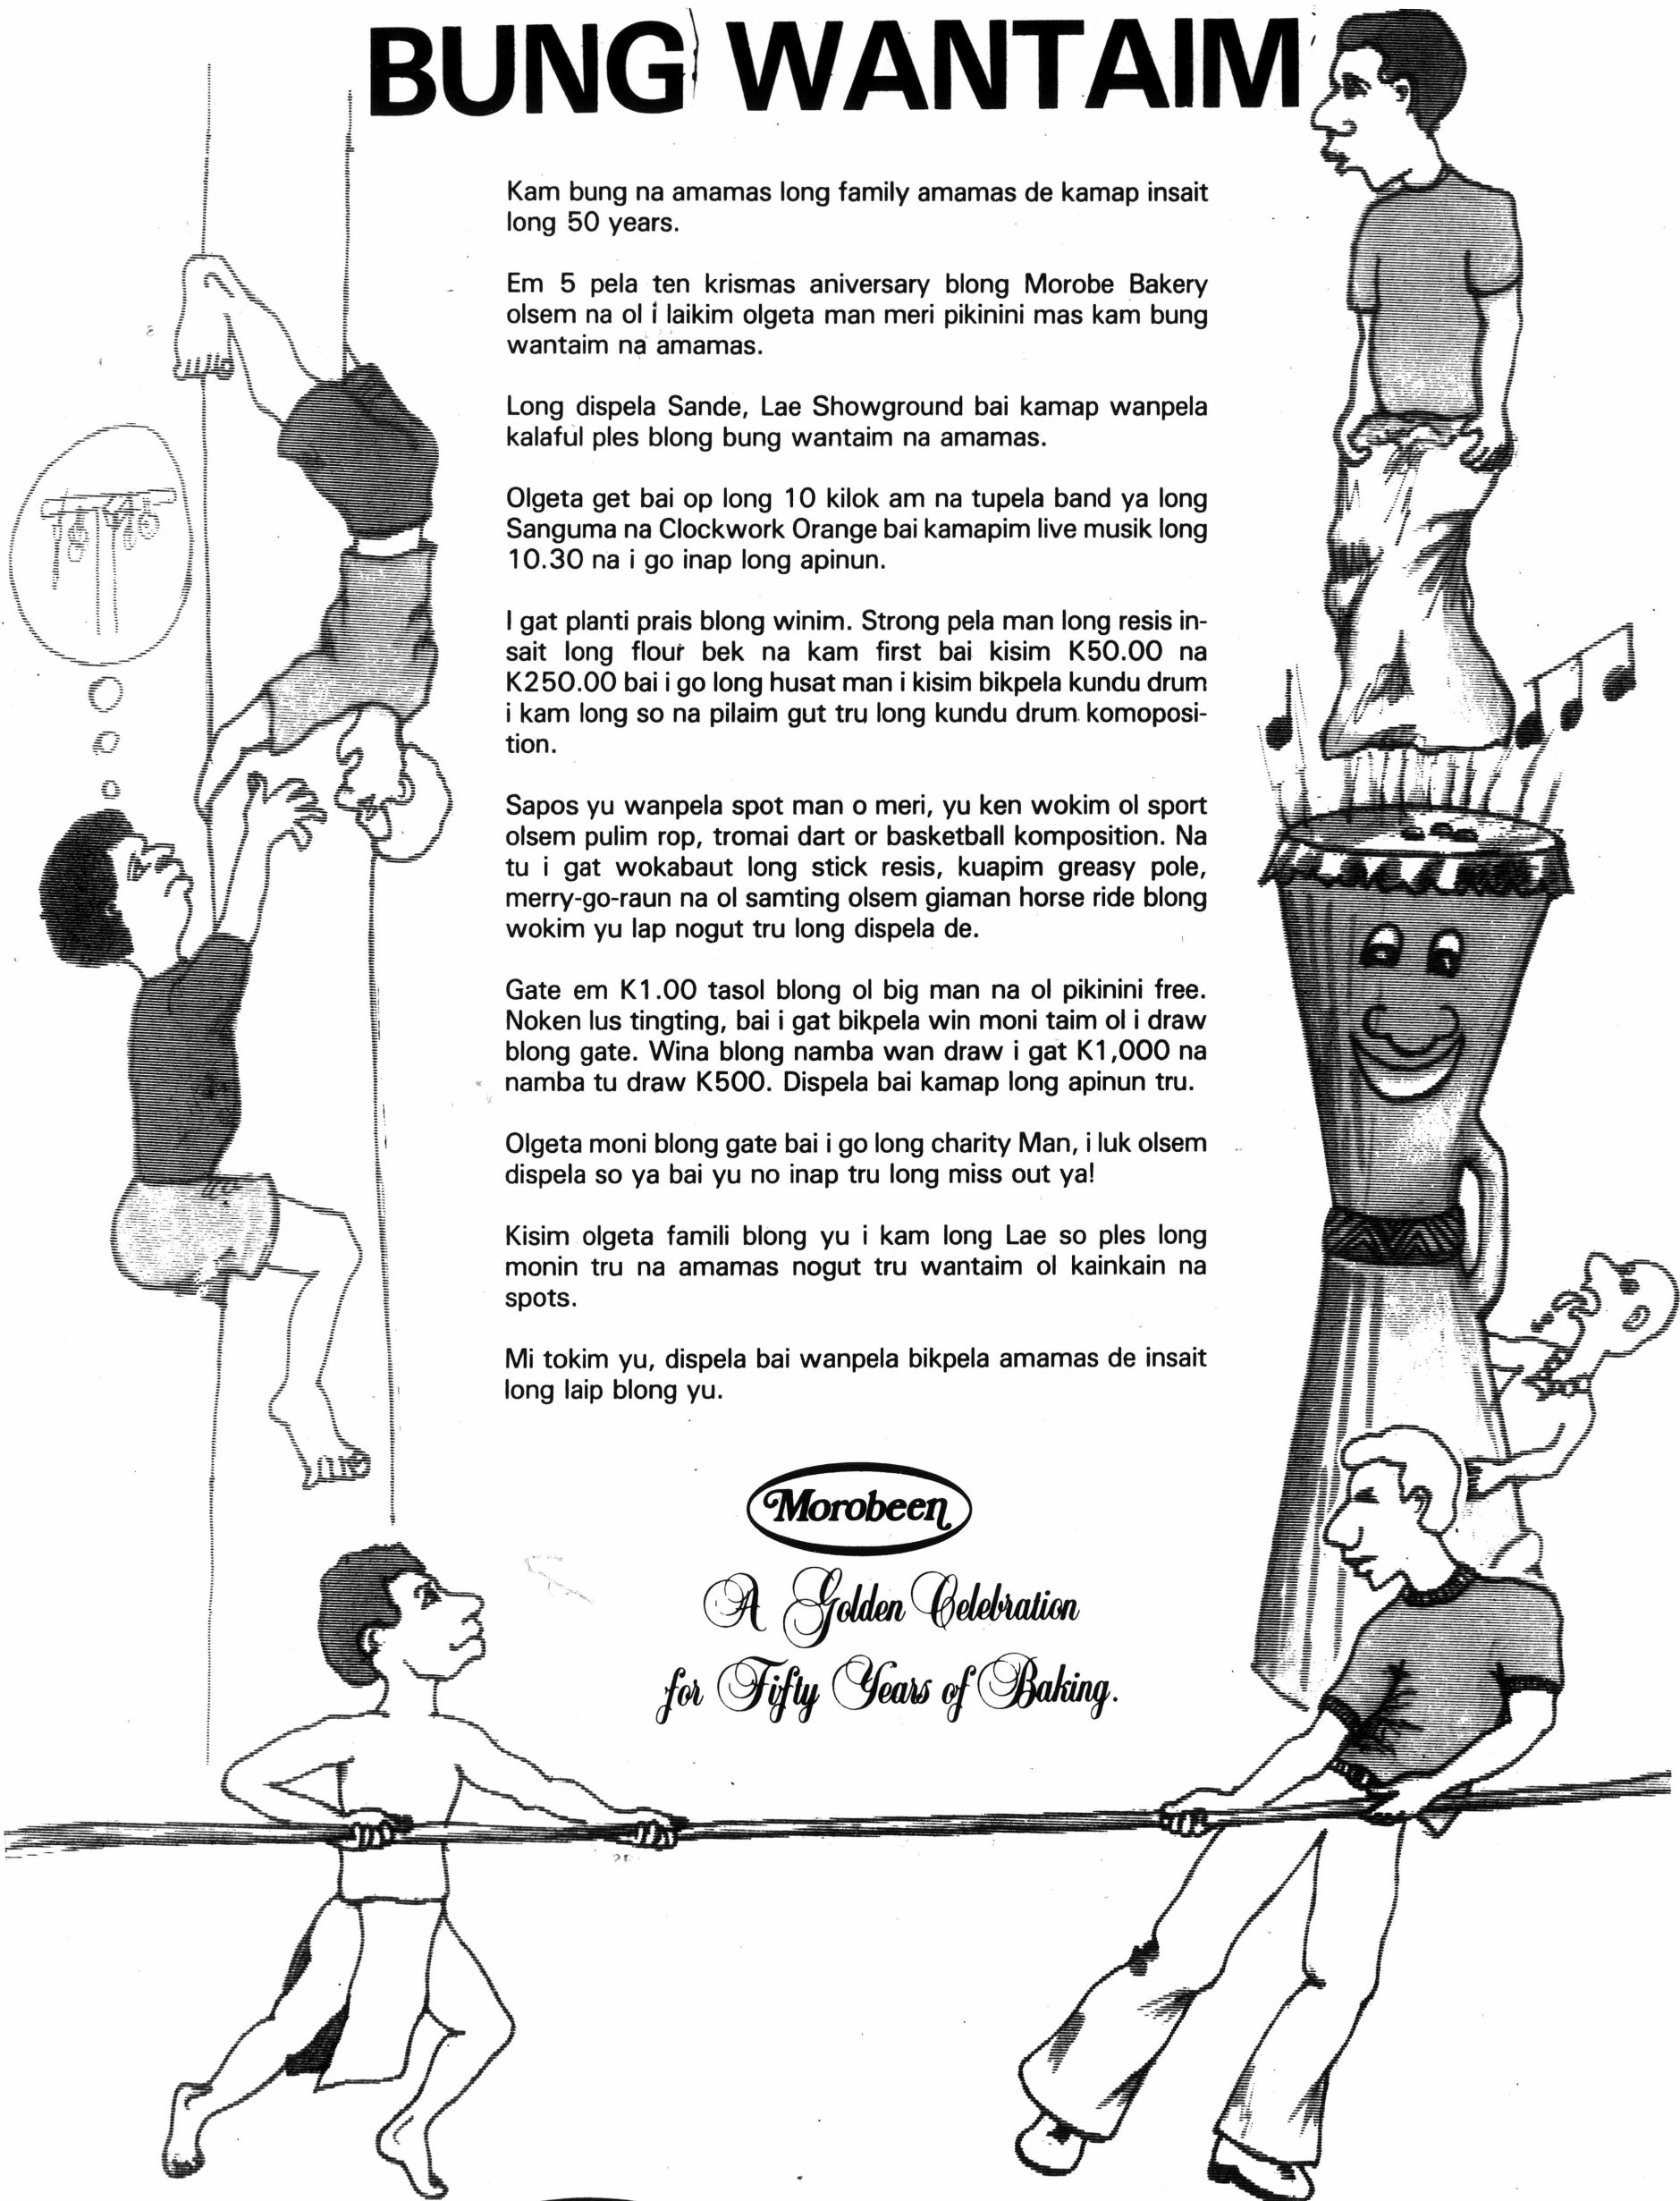 BUNG WANTAIM
Kam bung na amamas long family amamas de kamap insait
long 50 years.
Em 5 pela ten krismas aniversary blong Morobe Bakery
olsem na ol i laikim olgeta man meri pikinini mas kam bung
wantaim na amamas.
Long dispela Sande, Lae Showground bai kamap wanpela
kalaful ples blong bung wantaim na amamas.
Olgeta get bai op long 10 kilok am na tupela band ya long
Sanguma na Clockwork Orange bai kamapim live musik long
10.30 na i go inap long apinun.
I gat planti prais blong winim. Strong pela man long resis in-
sait long flour bek na kam first bai kisim K50.00 na
K250.00 bai i go long husat man i kisim bikpela kundu drum
i kam long so na pilaim gut tru long kundu drum komoposi-
tion.
Sapos yu wanpela spot man o meri, yu ken wokim ol sport
olsem pulim rop, tromai dart or basketball komposition. Na
tu i gat wokabaut long stick resis, kuapim greasy pole,
merry-go-raun na ol samting olsem giaman horse ride blong
wokim yu lap nogut tru long dispela de.
Gate em K1.00 tasol blong ol big man na ol pikinini free.
Noken lus tingting, bai i gat bikpela win moni taim ol i draw
blong gate. Wina blong namba wan draw i gat K1,000 na
namba tu draw K500. Dispela bai kamap long apinun tru.
Olgeta moni blong gate bai i go long charity Man, i luk olsem
dispela so ya bai yu no inap tru long miss out ya!
Kisim olgeta famili blong yu i kam long Lae so ples long
monin tru na amamas nogut tru wantaim ol kainkain na
spots.
Mi tokim yu, dispela bai wanpela bikpela amamas de insait
long laip blong yu.
Morobeen
A Golden Celebration
for Fifty Years of Baking.